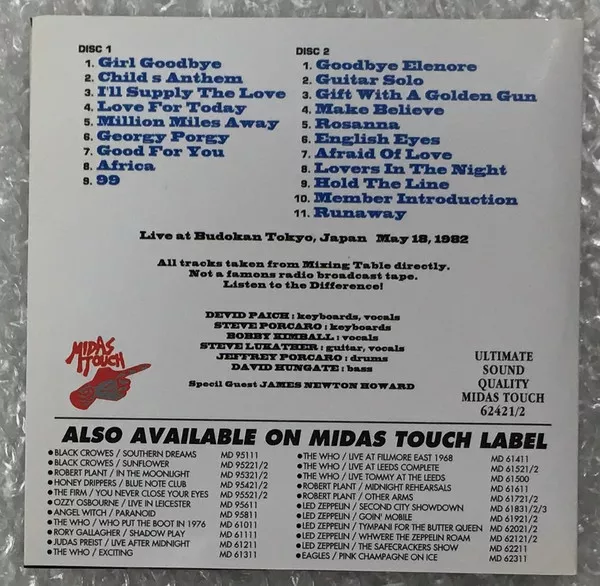 DISC 1
1. Girl Goodbye
2. Child s Anthem
3. I'll Supply The Love
4. Love For Today
5. Million Miles Away
6. Georgy Porgy
7. Good For You
8. Africa
9. 99
DISC 2
1. Goodbye Elenore
2. Guitar Solo
3. Gift With A Golden Gun
4. Make Believe
5. Rosanna
6. English Eyes
7. Afraid Of Love
8. Lovers In The Night
9. Hold The Line
10. Member Introduction
11. Runaway
Live at Budokan Tokyo, Japan May 18, 1982
All tracks taken from Mixing Table directly.
Not a famous radio broadcast tape.
Listen to the Difference!
DEVID PAICH : keyboards, vocals
STEVE PORCARO : keyboards
BOBBY KIMBALL : vocals
STEVE LUKATHER : guitar, vocals
JEFFREY PORCARO : drums
DAVID HUNGATE : bass
Specil Guest JAMES NEWTON HOWARD
MIDAS
TOUCH
ULTIMATE
SOUND
QUALITY
MIDAS TOUCH
62421/2
ALSO AVAILABLE ON MIDAS TOUCH LABEL
● BLACK CROWES / SOUTHERN DREAMS MD 95111
● BLACK CROWES / SUNFLOWER MD 95221/2
● ROBERT PLANT / IN THE MOONLIGHT MD 95321/2
● HONEY DRIPPERS / BLUE NOTE CLUB MD 95421/2
● THE FIRM / YOU NEVER CLOSE YOUR EYES MD 95521/2
● OZZY OSBOURNE / LIVE IN LEICESTER MD 95611
● ANGEL WITCH / PARANOID MD 95811
● THE WHO / WHO PUT THE BOOT IN 1976 MD 61011
● RORY GALLAGHER / SHADOW PLAY MD 61111
● JUDAS PREIST / LIVE AFTER MIDNIGHT MD 61211
● THE WHO / EXCITING MD 61311
● THE WHO / LIVE AT FILLMORE EAST 1968 MD 61411
● THE WHO / LIVE AT LEEDS COMPLETE MD 61521/2
● THE WHO / LIVE TOMMY AT THE LEEDS MD 61500
● ROBERT PLANT / MIDNIGHT REHEARSALS MD 61611
● ROBERT PLANT / OTHER ARMS MD 61721/2
● LED ZEPPELIN / SECOND CITY SHOWDOWN MD 61831/2/3
● LED ZEPPELIN / GOIN' MOBILE MD 61921/2
● LED ZEPPELIN / TYMPANI FOR THE BUTTER QUEEN MD 62021/2
● LED ZEPPELIN / WHWERE THE ZEPPELIN ROAM MD 62121/2
● LED ZEPPELIN / THE SAFECRACKERS SHOW MD 62211
● EAGLES / PINK CHAMPAGNE ON ICE MD 62311